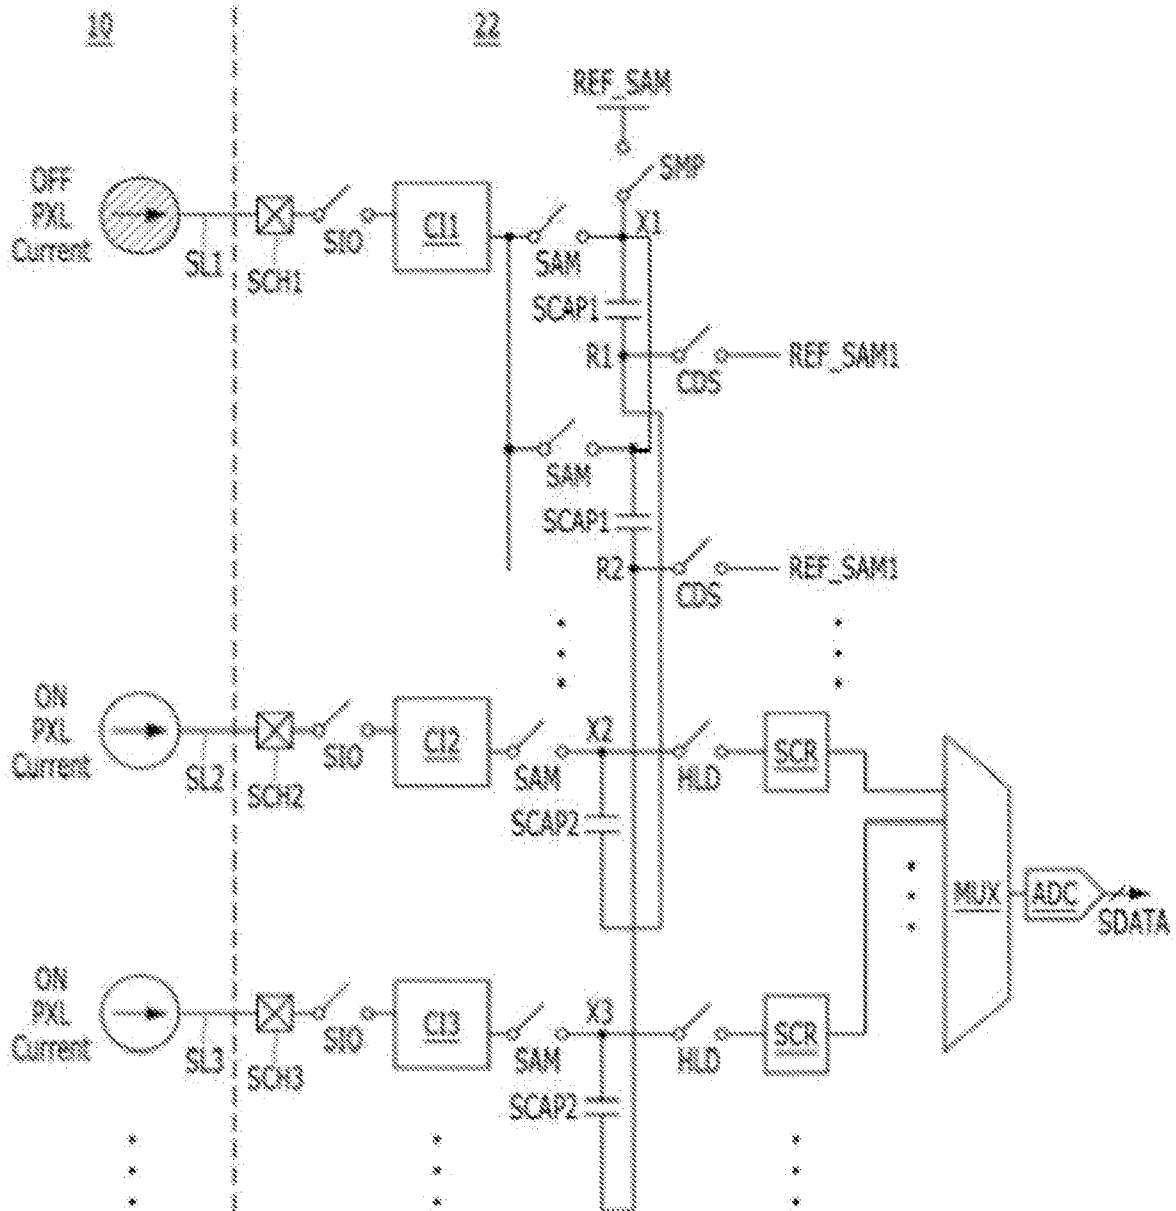 10
22
REF_SAM
SMP
OFF
PXL
Current
SL1
SCH1
SIO
CI1
SAM
X1
SCAP1
R1
CDS
REF_SAM1
SAM
SCAP1
R2
CDS
REF_SAM1
ON
PXL
Current
SL2
SCH2
SIO
CI2
SAM
X2
SCAP2
HLD
SCR
MUX
ADC
SDATA
ON
PXL
Current
SL3
SCH3
SIO
CI3
SAM
X3
SCAP2
HLD
SCR